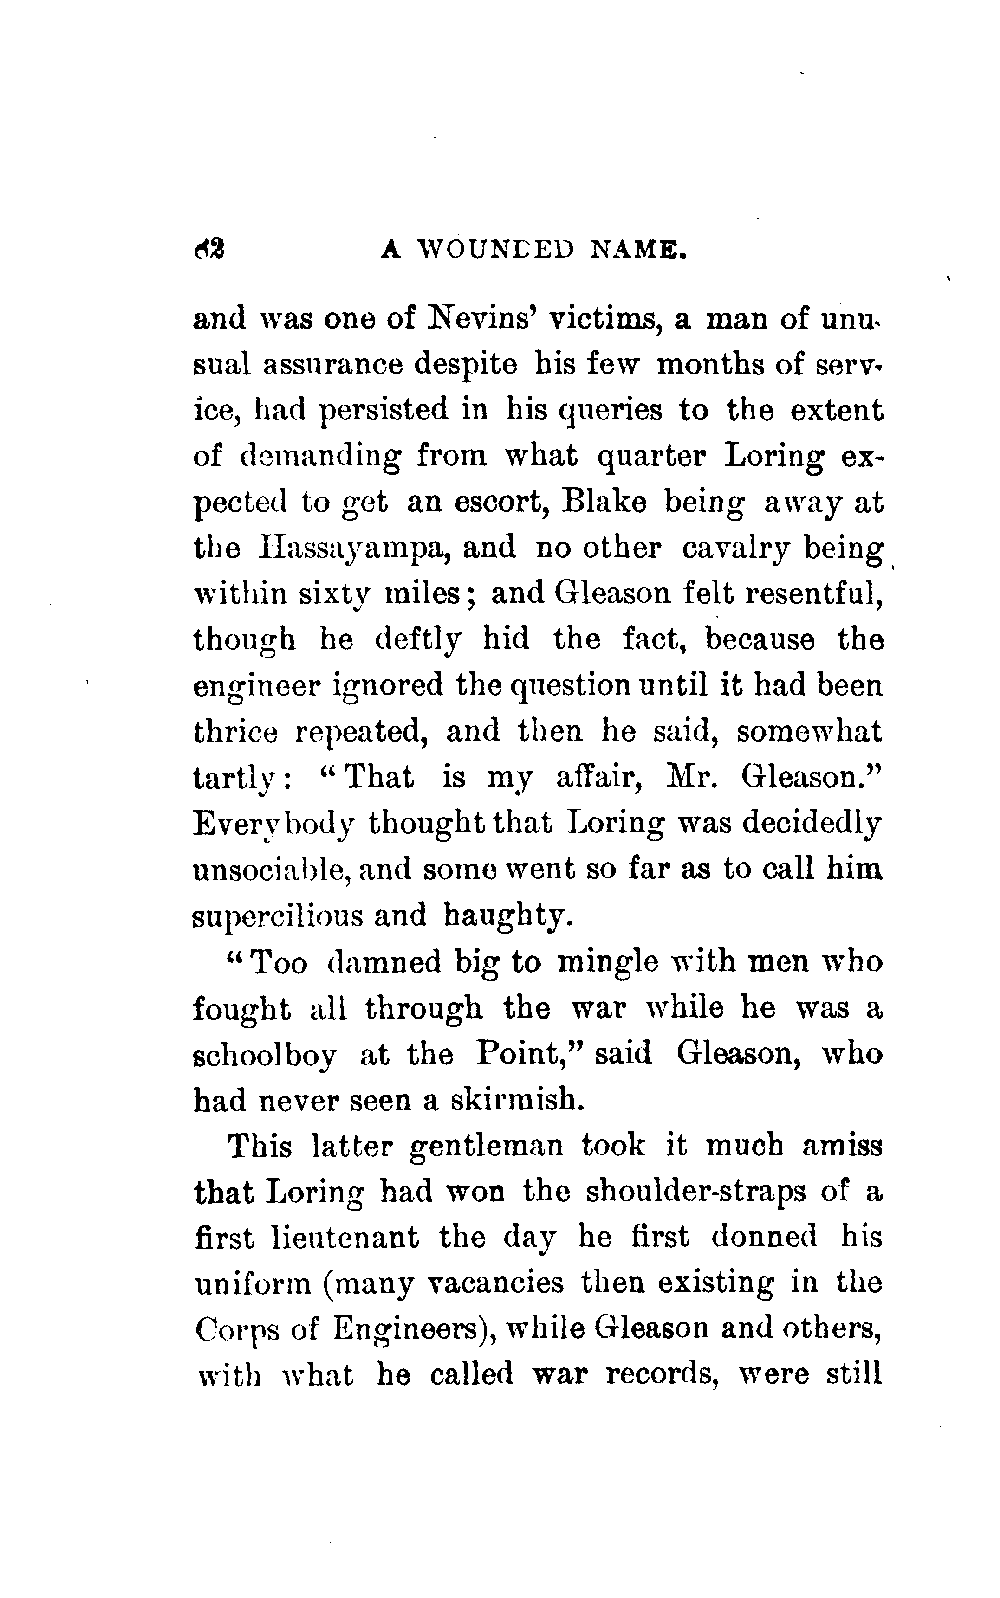 62 A WOUNDED NAME.
and was one of Nevins’ victims, a man of unu-
sual assurance despite his few months of serv-
ice, had persisted in his queries to the extent
of demanding from what quarter Loring ex-
pected to get an escort, Blake being away at
the Hassayampa, and no other cavalry being
within sixty miles; and Gleason felt resentful,
though he deftly hid the fact, because the
engineer ignored the question until it had been
thrice repeated, and then he said, somewhat
tartly: “That is my affair, Mr. Gleason.”
Everybody thought that Loring was decidedly
unsociable, and some went so far as to call him
supercilious and haughty.
“Too damned big to mingle with men who
fought all through the war while he was a
schoolboy at the Point,” said Gleason, who
had never seen a skirmish.
This latter gentleman took it much amiss
that Loring had won the shoulder-straps of a
first lieutenant the day he first donned his
uniform (many vacancies then existing in the
Corps of Engineers), while Gleason and others,
with what he called war records, were still